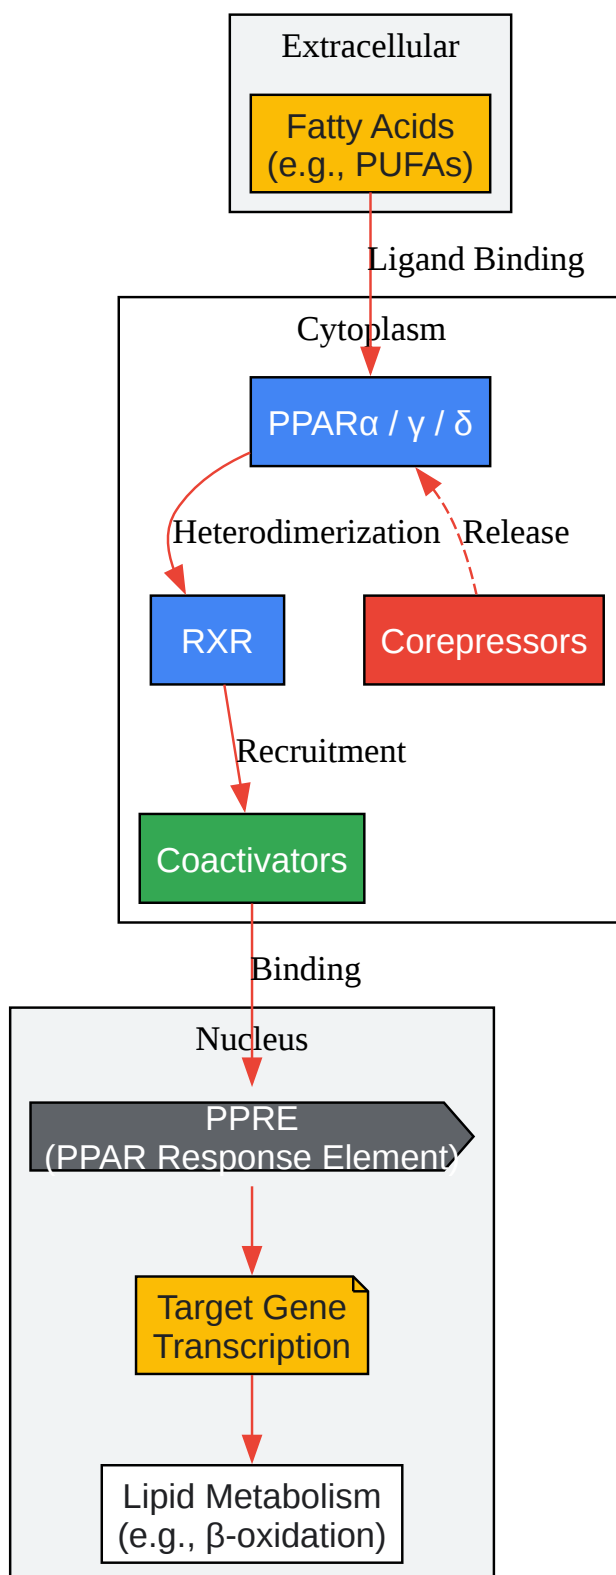 Extracellular
Fatty Acids
(e.g., PUFAs)
Ligand Binding
Cytoplasm
PPARα / γ / δ
Heterodimerization
Release
RXR
Corepressors
Recruitment
Coactivators
Binding
Nucleus
PPRE
(PPAR Response Element)
Target Gene
Transcription
Lipid Metabolism
(e.g., β-oxidation)